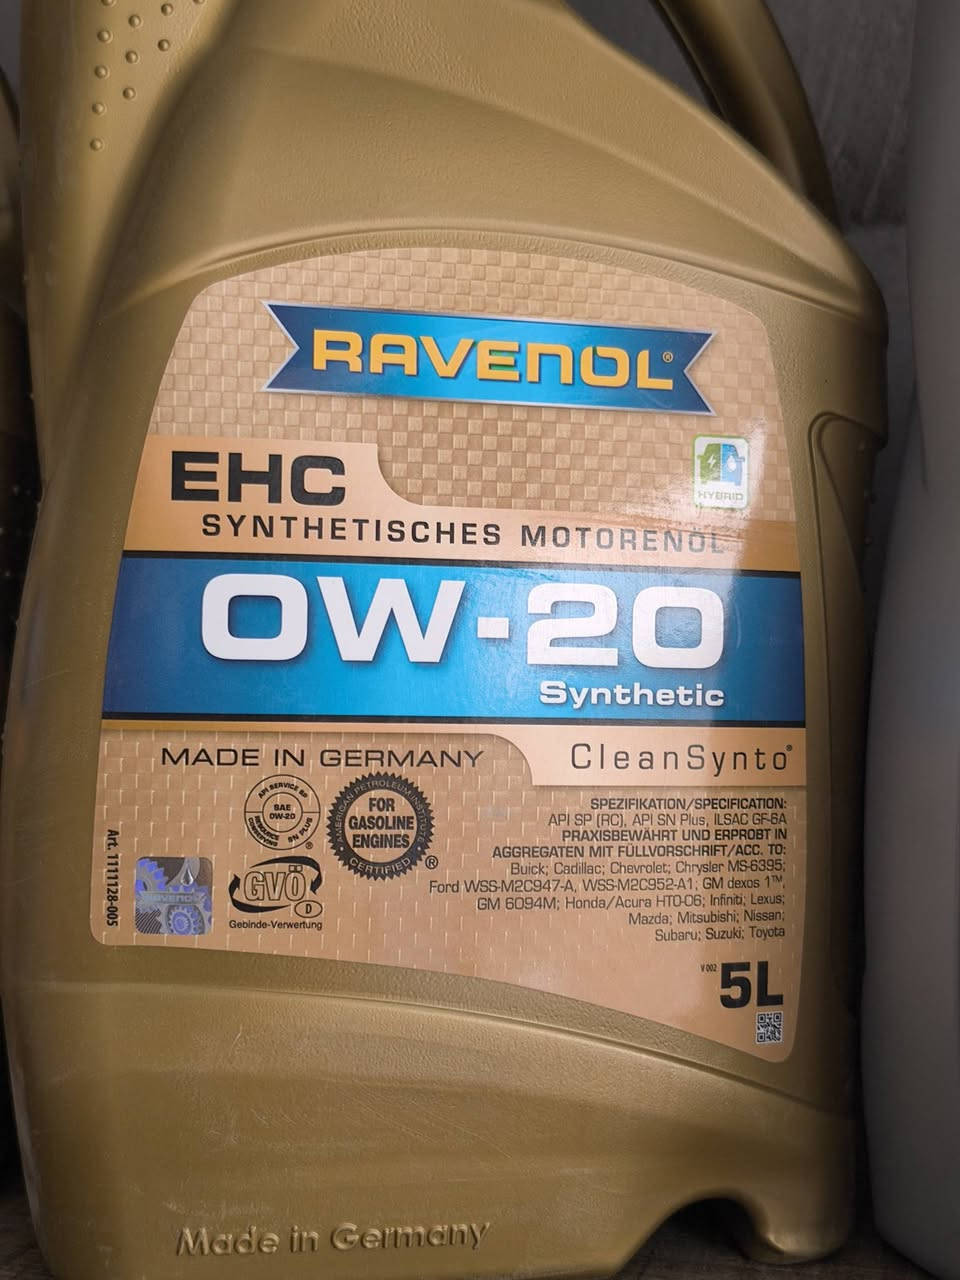 RAVENOL®
HYBRID
EHC
SYNTHETISCHES MOTORENÖL
0W-20
Synthetic
CleanSynto®
MADE IN GERMANY
API SERVICE SP
SAE
0W-20
RESOURCE CONSERVING
SN PLUS
®
AMERICAN PETROLEUM INSTITUTE
FOR
GASOLINE
ENGINES
CERTIFIED
®
SPEZIFIKATION/SPECIFICATION:
API SP (RC), API SN Plus, ILSAC GF-6A
PRAXISBEWÄHRT UND ERPROBT IN
AGGREGATEN MIT FÜLLVORSCHRIFT/ACC. TO:
Buick; Cadillac; Chevrolet; Chrysler MS-6395;
Ford WSS-M2C947-A, WSS-M2C952-A1; GM dexos 1™,
GM 6094M; Honda/Acura HTO-06; Infiniti; Lexus;
Mazda; Mitsubishi; Nissan;
Subaru; Suzuki; Toyota
Art. 1111128-005
RAVENOL
GVÖ
D
Gebinde-Verwertung
V 002
5L
Made in Germany